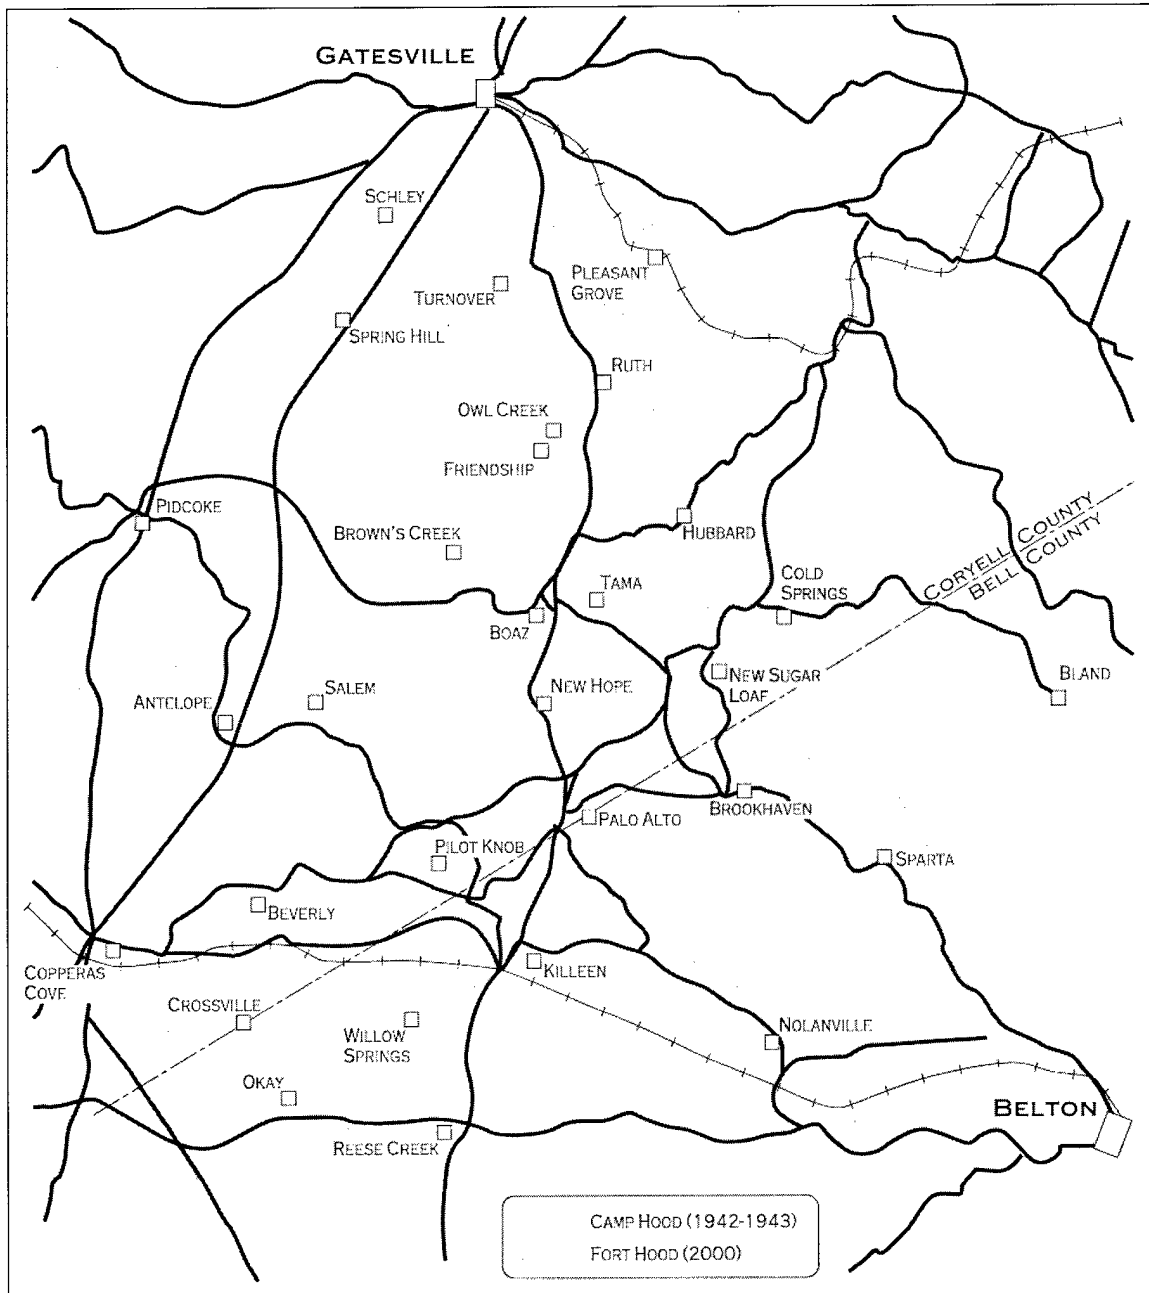 GATESVILLE
SCHLEY
PLEASANT
GROVE
TURNOVER
SPRING HILL
RUTH
OWL CREEK
FRIENDSHIP
PIDCOKE
BROWN'S CREEK
HUBBARD
CORYELL COUNTY
BELL COUNTY
COLD
SPRINGS
TAMA
BOAZ
NEW SUGAR
LOAF
BLAND
SALEM
NEW HOPE
ANTELOPE
BROOKHAVEN
PALO ALTO
PILOT KNOB
SPARTA
BEVERLY
COPPERAS
COVE
KILLEEN
CROSSVILLE
WILLOW
SPRINGS
NOLANVILLE
OKAY
BELTON
REESE CREEK
CAMP HOOD (1942-1943)
FORT HOOD (2000)